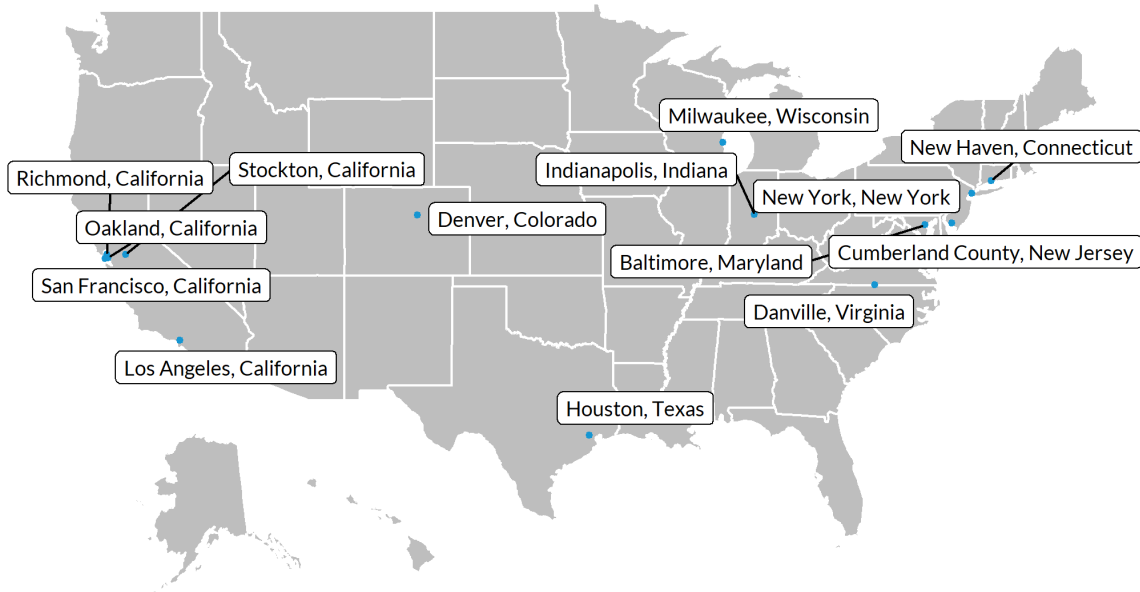 Milwaukee, Wisconsin
New Haven, Connecticut
Richmond, California
Stockton, California
Indianapolis, Indiana
New York, New York
Oakland, California
Denver, Colorado
Baltimore, Maryland
Cumberland County, New Jersey
San Francisco, California
Danville, Virginia
Los Angeles, California
Houston, Texas